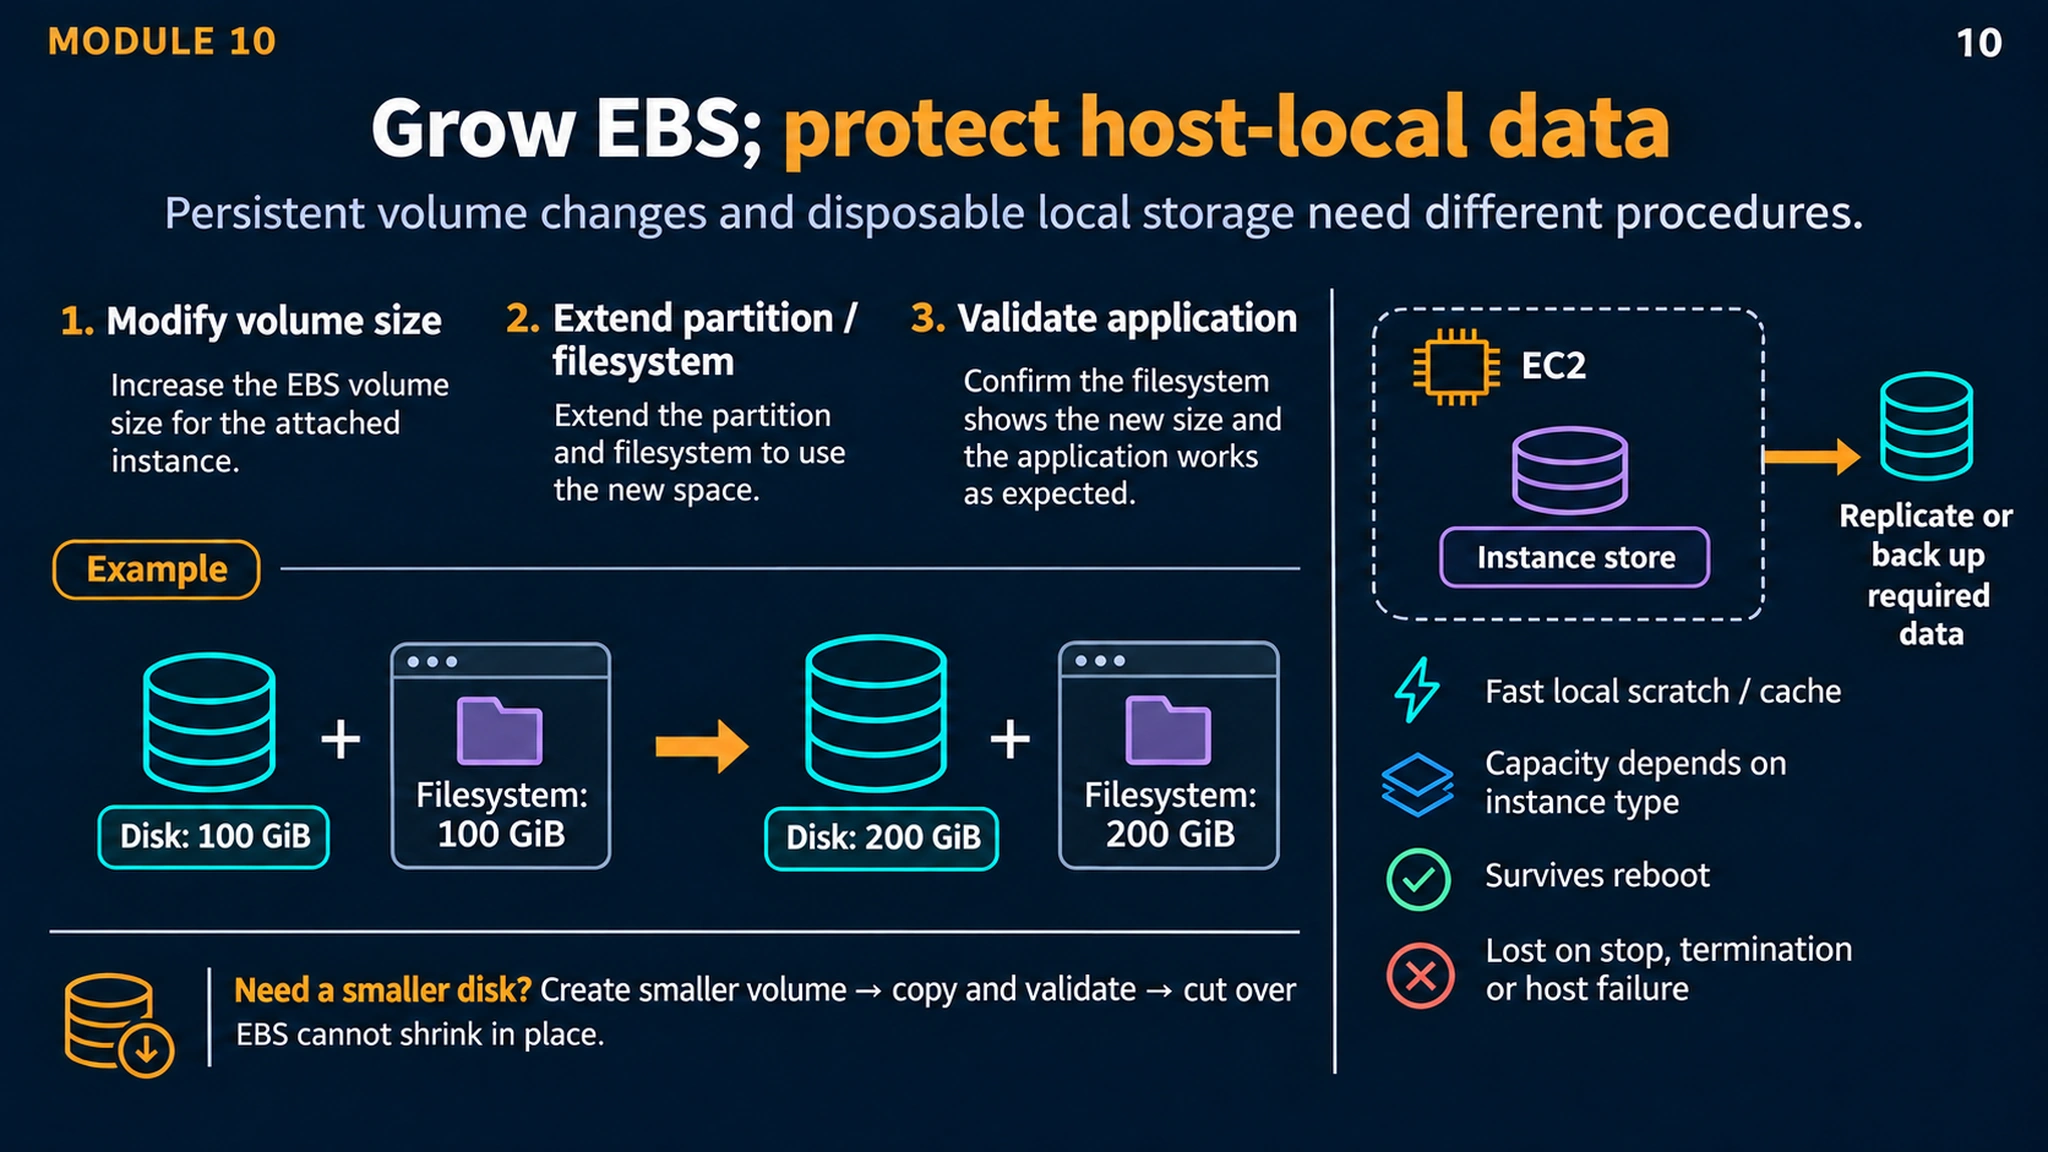 MODULE 10
10
Grow EBS; protect host-local data
Persistent volume changes and disposable local storage need different procedures.
1. Modify volume size
Increase the EBS volume
size for the attached
instance.
2. Extend partition /
filesystem
Extend the partition
and filesystem to use
the new space.
3. Validate application
Confirm the filesystem
shows the new size and
the application works
as expected.
Example
Disk: 100 GiB
+
Filesystem:
100 GiB
Disk: 200 GiB
+
Filesystem:
200 GiB
Need a smaller disk? Create smaller volume → copy and validate → cut over
EBS cannot shrink in place.
EC2
Instance store
Replicate or
back up
required
data
Fast local scratch / cache
Capacity depends on
instance type
Survives reboot
Lost on stop, termination
or host failure